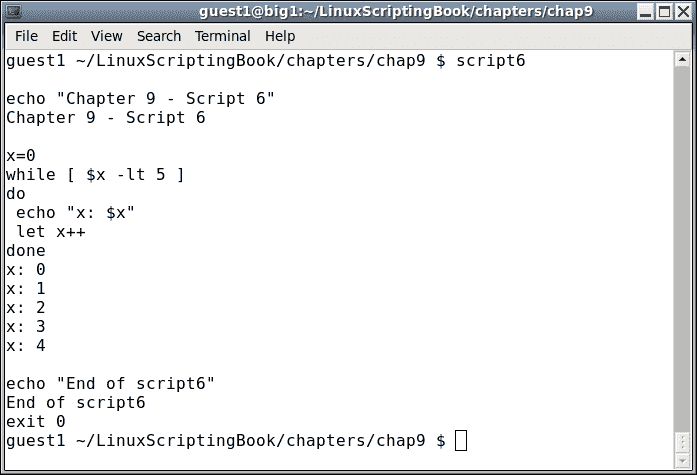 guest1@big1:~/LinuxScriptingBook/chapters/chap9
File Edit View Search Terminal Help
guest1 ~/LinuxScriptingBook/chapters/chap9 $ script6

echo "Chapter 9 - Script 6"
Chapter 9 - Script 6

x=0
while [ $x -lt 5 ]
do
 echo "x: $x"
 let x++
done
x: 0
x: 1
x: 2
x: 3
x: 4

echo "End of script6"
End of script6
exit 0
guest1 ~/LinuxScriptingBook/chapters/chap9 $